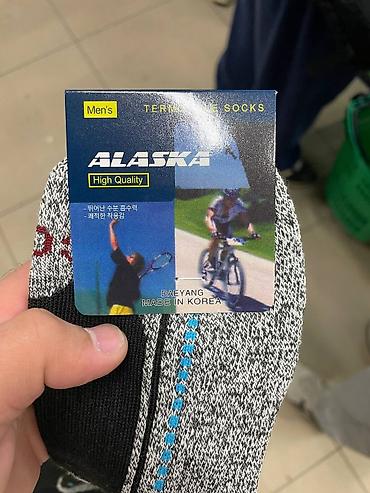 Men's
SOCKS
ALASKA
High Quality
- 뛰어난 수분 흡수력
- 쾌적한 착용감
DAEYANG
MADE IN KOREA